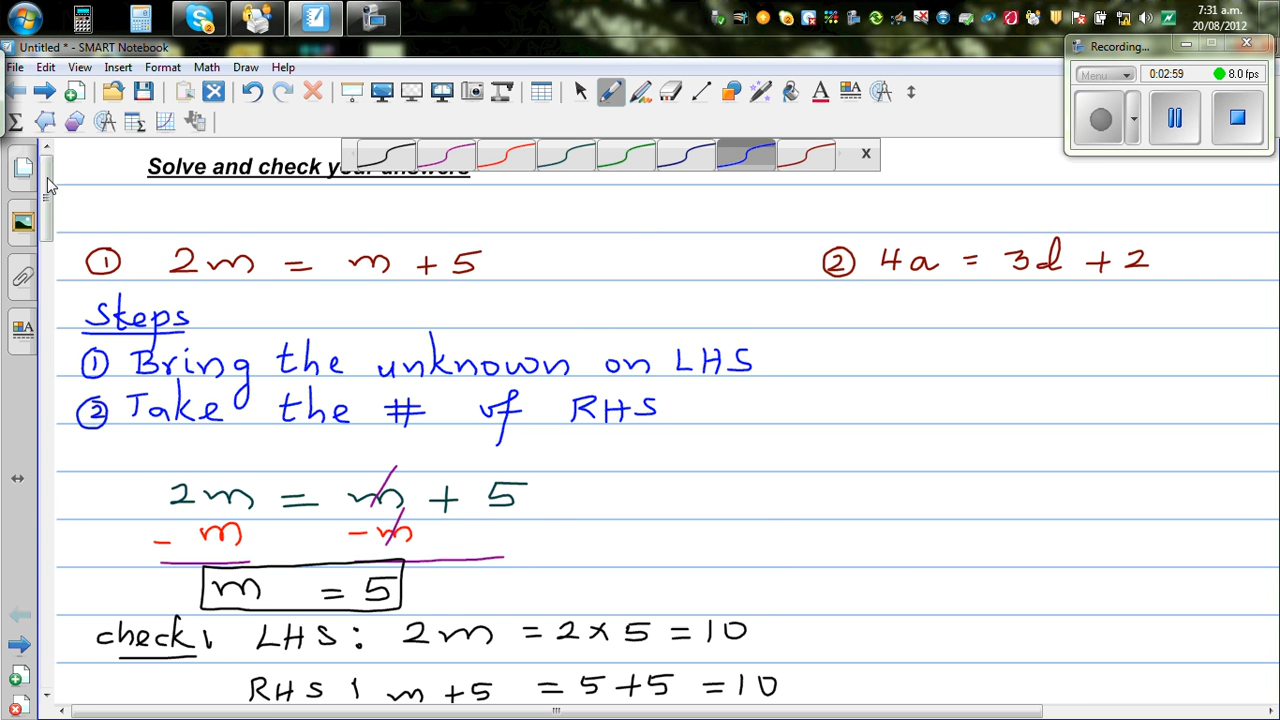 7:31 a.m.
20/08/2012
Untitled * - SMART Notebook
Recording...
File Edit View Insert Format Math Draw Help
Menu
0:02:59
8.0 fps
Solve and check your answers
① 2m = m + 5
② 4a = 3d + 2
Steps
① Bring the unknown on LHS
② Take the # of RHS
2m = m + 5
- m - m
m = 5
check: LHS: 2m = 2 × 5 = 10
RHS: m + 5 = 5 + 5 = 10